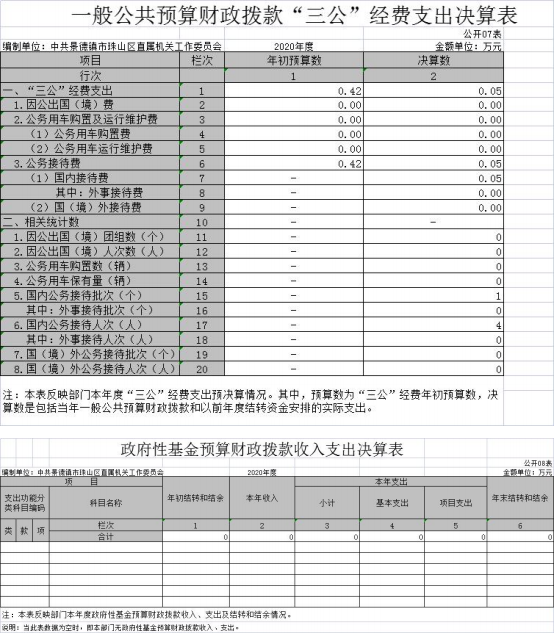 一般公共预算财政拨款“三公”经费支出决算表
公开07表
编制单位：中共景德镇市珠山区直属机关工作委员会 2020年度 金额单位：万元
项目 栏次 年初预算数 决算数
行次 1 2
一、“三公”经费支出 1 0.42 0.05
1.因公出国（境）费 2 0.00 0.00
2.公务用车购置及运行维护费 3 0.00 0.00
（1）公务用车购置费 4 0.00 0.00
（2）公务用车运行维护费 5 0.00 0.00
3.公务接待费 6 0.42 0.05
（1）国内接待费 7 － 0.05
其中：外事接待费 8 － 0.00
（2）国（境）外接待费 9 － 0.00
二、相关统计数 10 － －
1.因公出国（境）团组数（个） 11 － 0
2.因公出国（境）人次数（人） 12 － 0
3.公务用车购置数（辆） 13 － 0
4.公务用车保有量（辆） 14 － 0
5.国内公务接待批次（个） 15 － 1
其中：外事接待批次（个） 16 － 0
6.国内公务接待人次（人） 17 － 4
其中：外事接待人次（人） 18 － 0
7.国（境）外公务接待批次（个） 19 － 0
8.国（境）外公务接待人次（人） 20 － 0
注：本表反映部门本年度“三公”经费支出预决算情况。其中，预算数为“三公”经费年初预算数，决
算数是包括当年一般公共预算财政拨款和以前年度结转资金安排的实际支出。
政府性基金预算财政拨款收入支出决算表
公开08表
编制单位：中共景德镇市珠山区直属机关工作委员会 2020年度 金额单位：万元
项 目 年初结转和结余 本年收入 本年支出 年末结转和结余
支出功能分类科目编码 科目名称 小计 基本支出 项目支出
类 款 项 栏次 1 2 3 4 5 6
合计 0 0 0 0 0 0
注：本表反映部门本年度政府性基金预算财政拨款收入、支出及结转和结余情况。
说明：当此表数据为空时，即本部门无政府性基金预算财政拨款收入、支出。